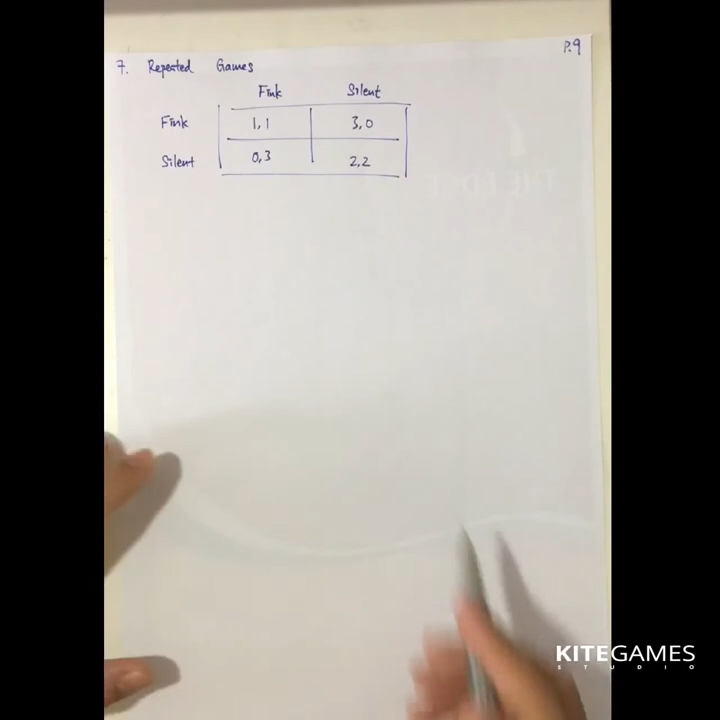 P.9
7. Repeated Games
Fink Silent
Fink 1,1 3,0
Silent 0,3 2,2
KITEGAMES
STUDIO